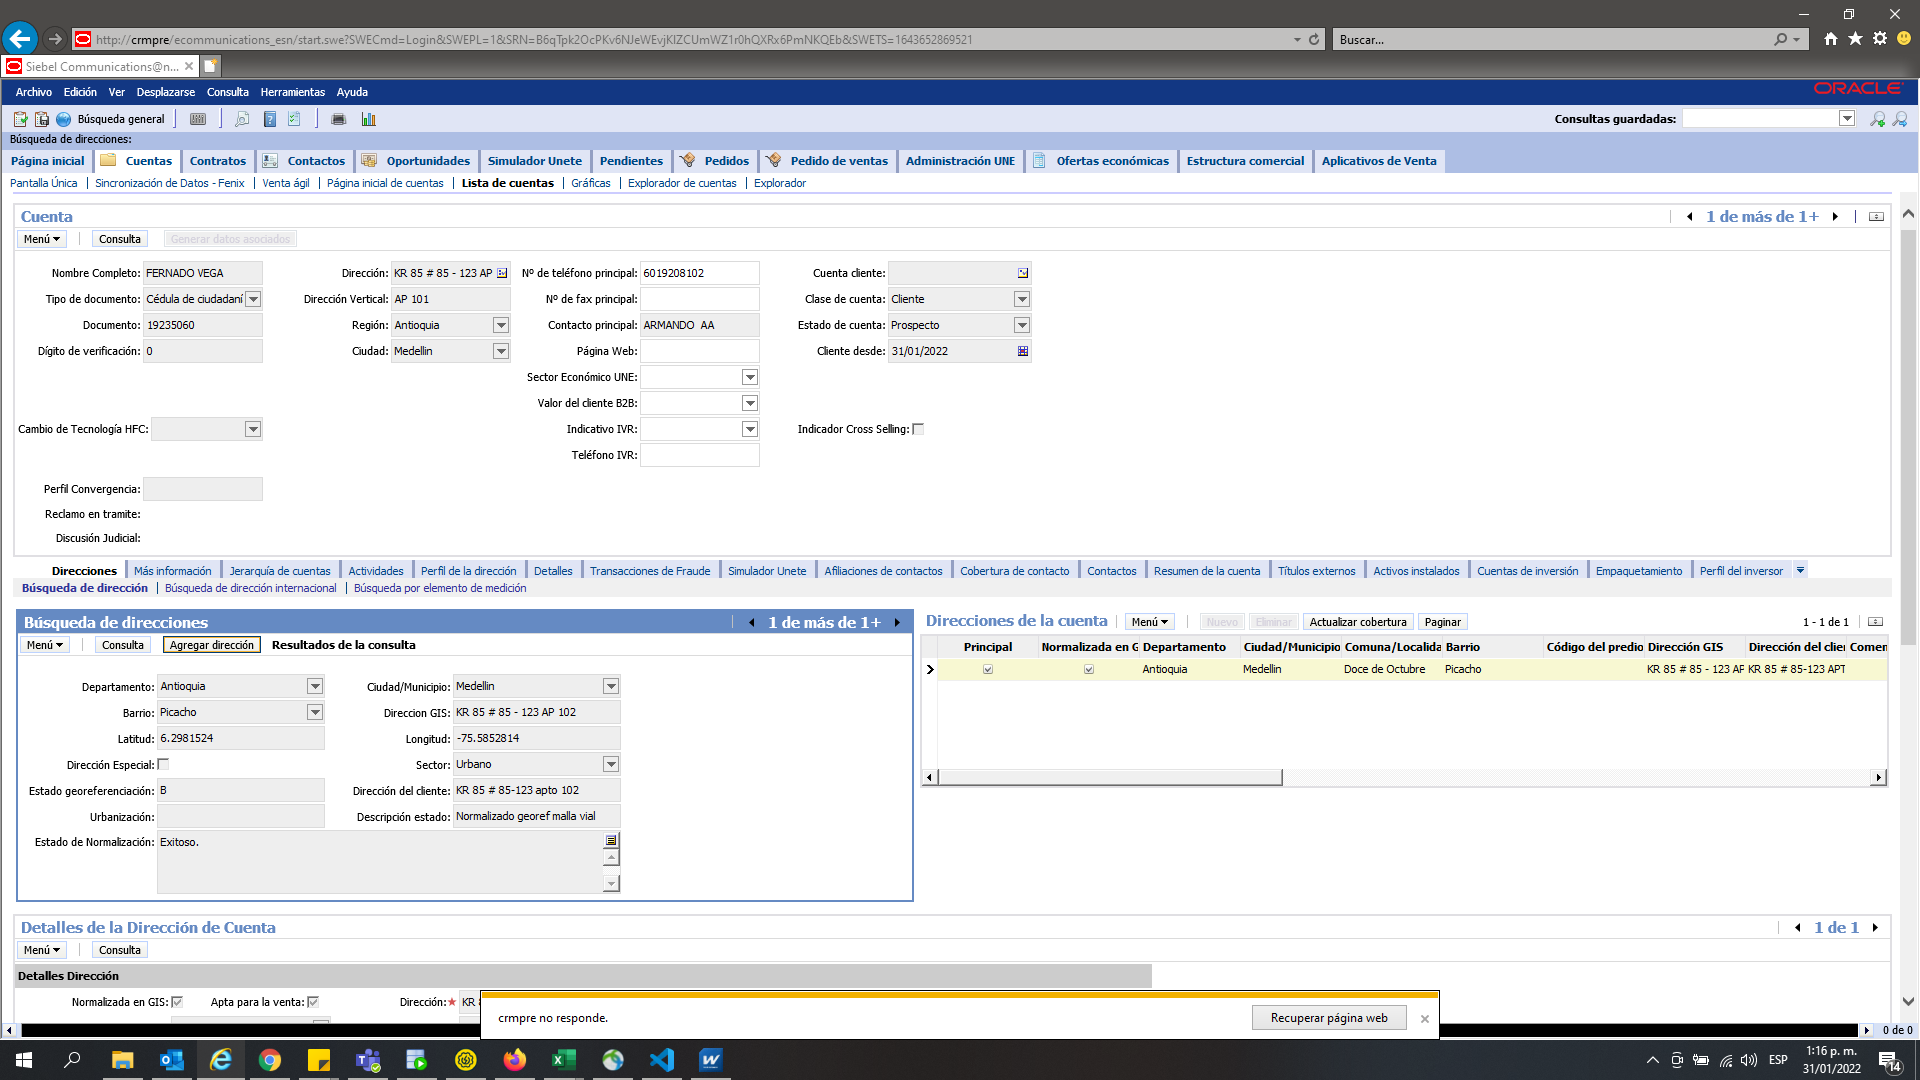 http://crmpre/ecommunications_esn/start.swe?SWECmd=Login&SWEPL=1&SRN=B6qTpk2OcPKv6NJeWEvjKIZCUmWZ1r0hQXRx6PmNKQEb&SWETS=1643652869521
Buscar...
Siebel Communications@n...
Archivo Edición Ver Desplazarse Consulta Herramientas Ayuda
ORACLE
Búsqueda general
Consultas guardadas:
Búsqueda de direcciones:
Página inicial Cuentas Contratos Contactos Oportunidades Simulador Unete Pendientes Pedidos Pedido de ventas Administración UNE Ofertas económicas Estructura comercial Aplicativos de Venta
Pantalla Única Sincronización de Datos - Fenix Venta ágil Página inicial de cuentas Lista de cuentas Gráficas Explorador de cuentas Explorador
Cuenta
1 de más de 1+
Menú Consulta Generar datos asociados
Nombre Completo: FERNADO VEGA Dirección: KR 85 # 85 - 123 AP Nº de teléfono principal: 6019208102 Cuenta cliente:
Tipo de documento: Cédula de ciudadaní Dirección Vertical: AP 101 Nº de fax principal: Clase de cuenta: Cliente
Documento: 19235060 Región: Antioquia Contacto principal: ARMANDO AA Estado de cuenta: Prospecto
Dígito de verificación: 0 Ciudad: Medellin Página Web: Cliente desde: 31/01/2022
Sector Económico UNE:
Valor del cliente B2B:
Cambio de Tecnología HFC: Indicativo IVR: Indicador Cross Selling:
Teléfono IVR:
Perfil Convergencia:
Reclamo en tramite:
Discusión Judicial:
Direcciones Más información Jerarquía de cuentas Actividades Perfil de la dirección Detalles Transacciones de Fraude Simulador Unete Afiliaciones de contactos Cobertura de contacto Contactos Resumen de la cuenta Títulos externos Activos instalados Cuentas de inversión Empaquetamiento Perfil del inversor
Búsqueda de dirección Búsqueda de dirección internacional Búsqueda por elemento de medición
Búsqueda de direcciones 1 de más de 1+
Menú Consulta Agregar dirección Resultados de la consulta
Departamento: Antioquia Ciudad/Municipio: Medellin
Barrio: Picacho Direccion GIS: KR 85 # 85 - 123 AP 102
Latitud: 6.2981524 Longitud: -75.5852814
Dirección Especial: Sector: Urbano
Estado georeferenciación: B Dirección del cliente: KR 85 # 85-123 apto 102
Urbanización: Descripción estado: Normalizado georef malla vial
Estado de Normalización: Exitoso.
Direcciones de la cuenta Menú Nuevo Eliminar Actualizar cobertura Paginar 1 - 1 de 1
Principal Normalizada en G Departamento Ciudad/Municipio Comuna/Localida Barrio Código del predio Dirección GIS Dirección del clie Comen
Antioquia Medellin Doce de Octubre Picacho KR 85 # 85 - 123 AP KR 85 # 85-123 APT
Detalles de la Dirección de Cuenta
1 de 1
Menú Consulta
Detalles Dirección
Normalizada en GIS: Apta para la venta: Dirección:* KR
crmpre no responde.
Recuperar página web
0 de 0
ESP
1:16 p. m.
31/01/2022
14